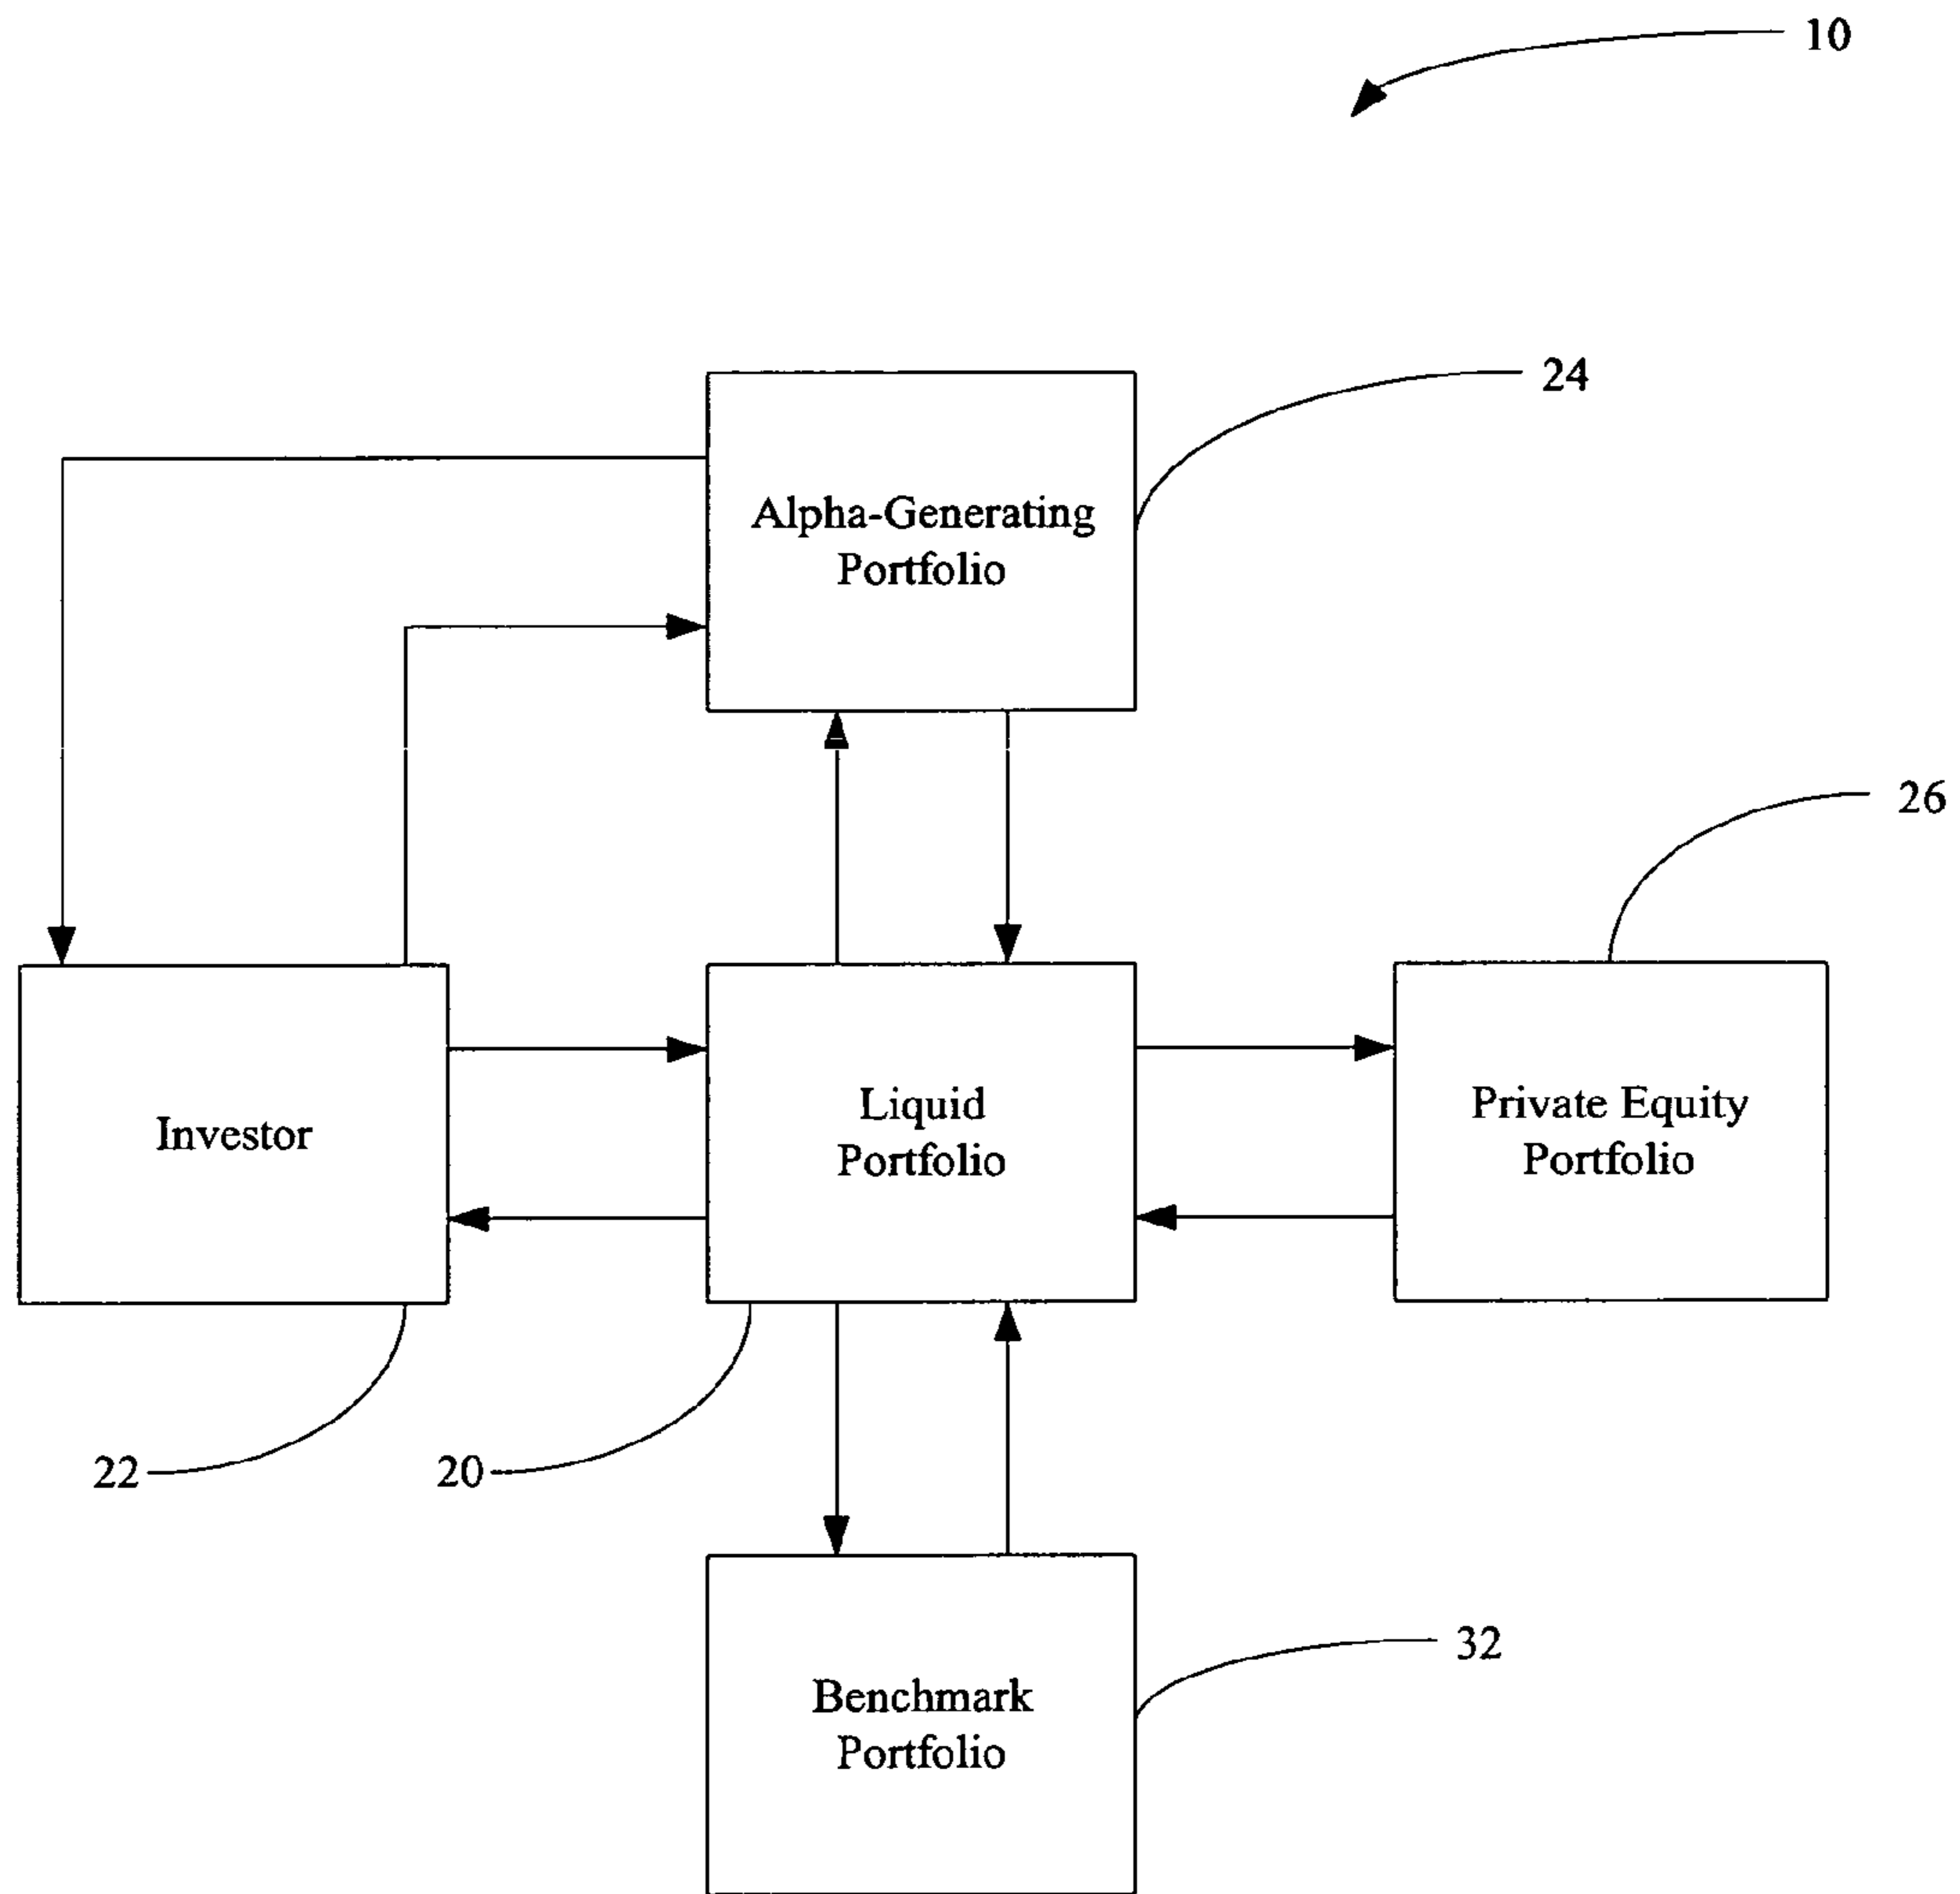 10
24
Alpha-Generating
Portfolio
26
Investor
Liquid
Portfolio
Private Equity
Portfolio
22
20
32
Benchmark
Portfolio